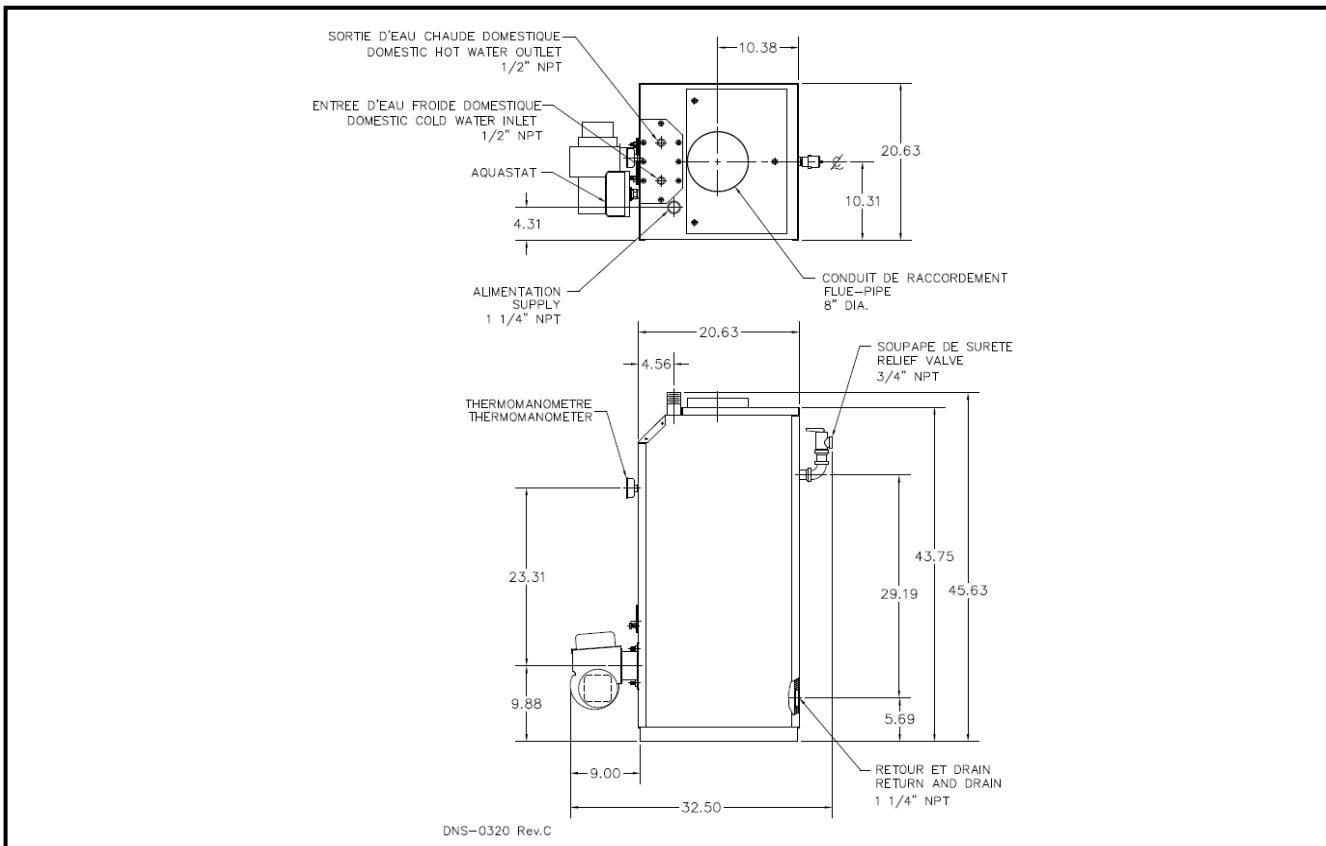 SORTIE D'EAU CHAUDE DOMESTIQUE
DOMESTIC HOT WATER OUTLET
1/2" NPT
10.38
ENTREE D'EAU FROIDE DOMESTIQUE
DOMESTIC COLD WATER INLET
1/2" NPT
20.63
AQUASTAT
10.31
4.31
CONDUIT DE RACCORDEMENT
FLUE-PIPE
8" DIA.
ALIMENTATION
SUPPLY
1 1/4" NPT
20.63
4.56
SOUPAPE DE SURETE
RELIEF VALVE
3/4" NPT
THERMOMANOMETRE
THERMOMANOMETER
23.31
43.75
29.19
45.63
9.88
5.69
9.00
RETOUR ET DRAIN
RETURN AND DRAIN
1 1/4" NPT
32.50
DNS-0320 Rev.C